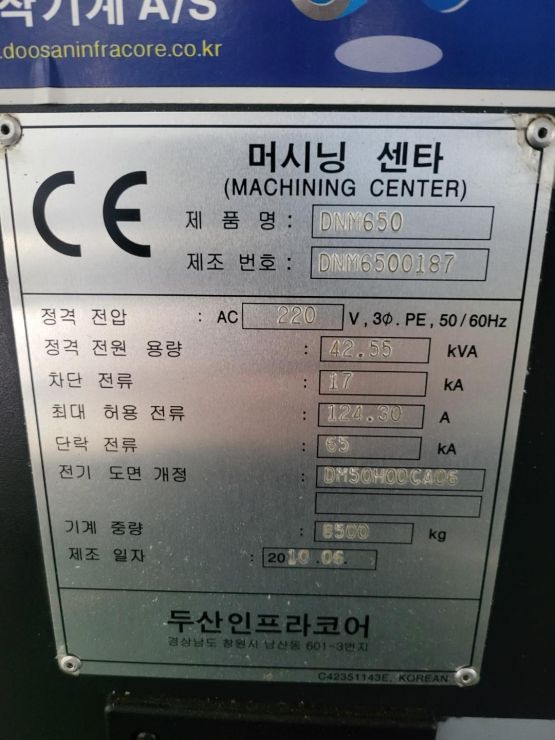 작기계 A/S
.doosaninfracore.co.kr
CE
머시닝 센타
(MACHINING CENTER)
제 품 명 : DNM650
제조 번호 : DNM6500187
정격 전압 : AC 220 V, 3Φ. PE, 50/60Hz
정격 전원 용량 : 42.55 kVA
차단 전류 : 17 kA
최대 허용 전류 : 124.30 A
단락 전류 : 65 kA
전기 도면 개정 : DM50H00CA06
기계 중량 : 8500 kg
제조 일자 : 2010.06.
두산인프라코어
경상남도 창원시 남산동 601-3번지
C42351143E, KOREAN